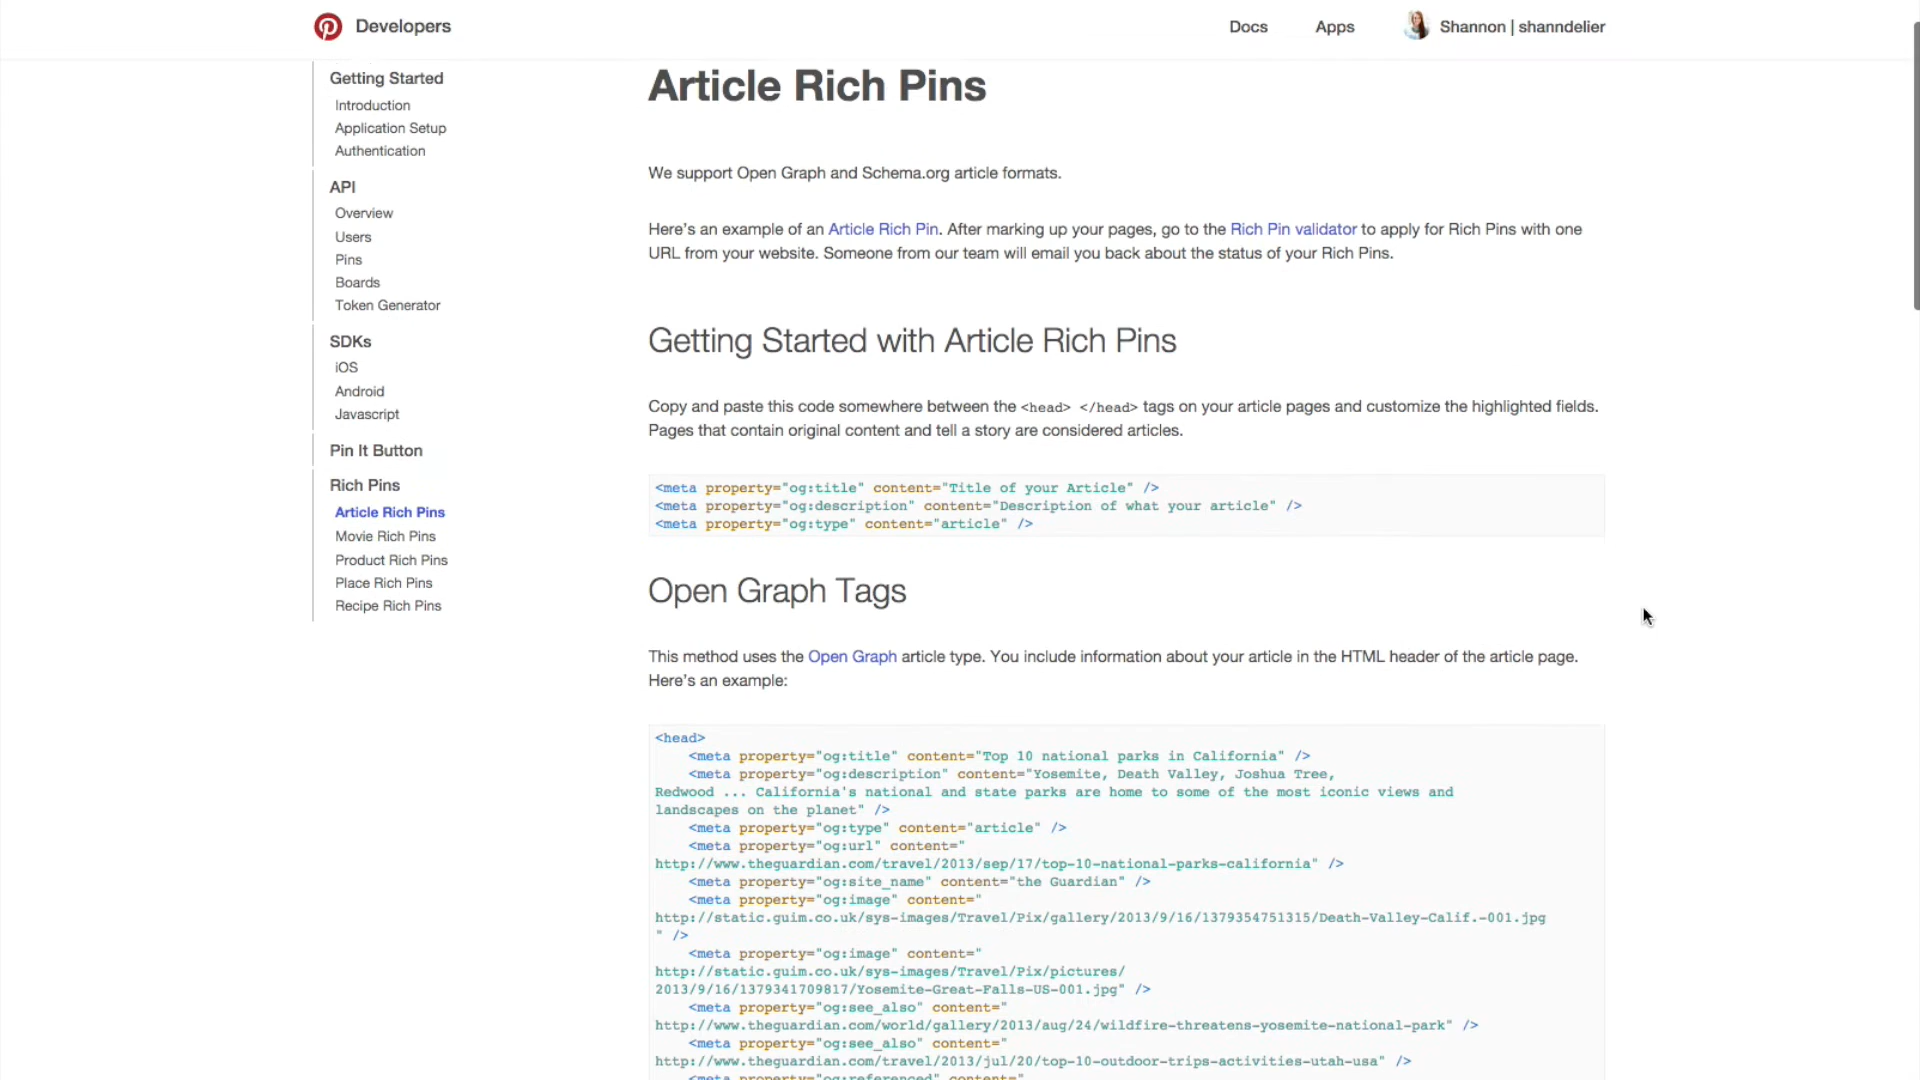 Developers
Docs
Apps
Shannon | shanndelier
Getting Started
Introduction
Application Setup
Authentication
API
Overview
Users
Pins
Boards
Token Generator
SDKs
iOS
Android
Javascript
Pin It Button
Rich Pins
Article Rich Pins
Movie Rich Pins
Product Rich Pins
Place Rich Pins
Recipe Rich Pins
Article Rich Pins
We support Open Graph and Schema.org article formats.
Here's an example of an Article Rich Pin. After marking up your pages, go to the Rich Pin validator to apply for Rich Pins with one
URL from your website. Someone from our team will email you back about the status of your Rich Pins.
Getting Started with Article Rich Pins
Copy and paste this code somewhere between the <head> </head> tags on your article pages and customize the highlighted fields.
Pages that contain original content and tell a story are considered articles.
<meta property="og:title" content="Title of your Article" />
<meta property="og:description" content="Description of what your article" />
<meta property="og:type" content="article" />
Open Graph Tags
This method uses the Open Graph article type. You include information about your article in the HTML header of the article page.
Here's an example:
<head>
<meta property="og:title" content="Top 10 national parks in California" />
<meta property="og:description" content="Yosemite, Death Valley, Joshua Tree,
Redwood ... California's national and state parks are home to some of the most iconic views and
landscapes on the planet" />
<meta property="og:type" content="article" />
<meta property="og:url" content="
http://www.theguardian.com/travel/2013/sep/17/top-10-national-parks-california" />
<meta property="og:site_name" content="the Guardian" />
<meta property="og:image" content="
http://static.guim.co.uk/sys-images/Travel/Pix/gallery/2013/9/16/1379354751315/Death-Valley-Calif.-001.jpg
" />
<meta property="og:image" content="
http://static.guim.co.uk/sys-images/Travel/Pix/pictures/
2013/9/16/1379341709817/Yosemite-Great-Falls-US-001.jpg" />
<meta property="og:see_also" content="
http://www.theguardian.com/world/gallery/2013/aug/24/wildfire-threatens-yosemite-national-park" />
<meta property="og:see_also" content="
http://www.theguardian.com/travel/2013/jul/20/top-10-outdoor-trips-activities-utah-usa" />
<meta property="og:referenced" content="